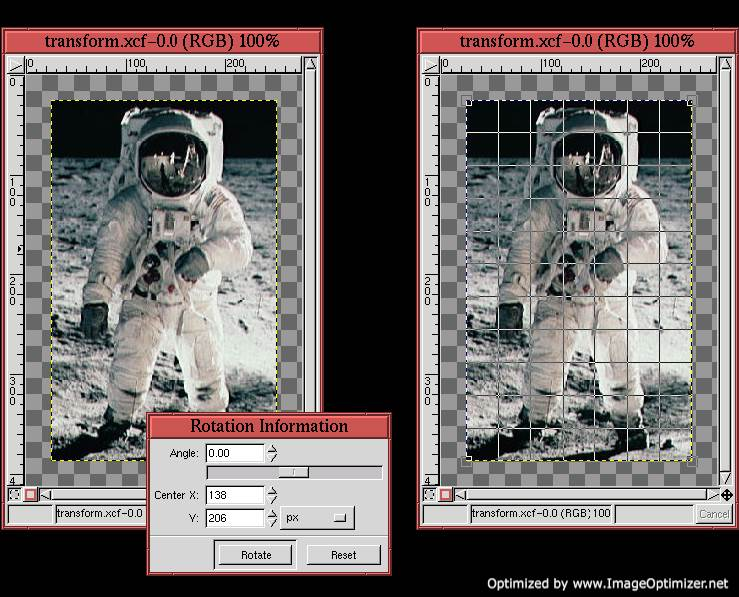 transform.xcf-0.0 (RGB) 100%
0 100 200
0
100
200
300
4
transform.xcf-0.0
transform.xcf-0.0 (RGB) 100%
0 100 200
0
100
200
300
4
transform.xcf-0.0 (RGB) 100
Cancel
Rotation Information
Angle: 0.00
Center X: 138
Y: 206 px
Rotate Reset
Optimized by www.ImageOptimizer.net